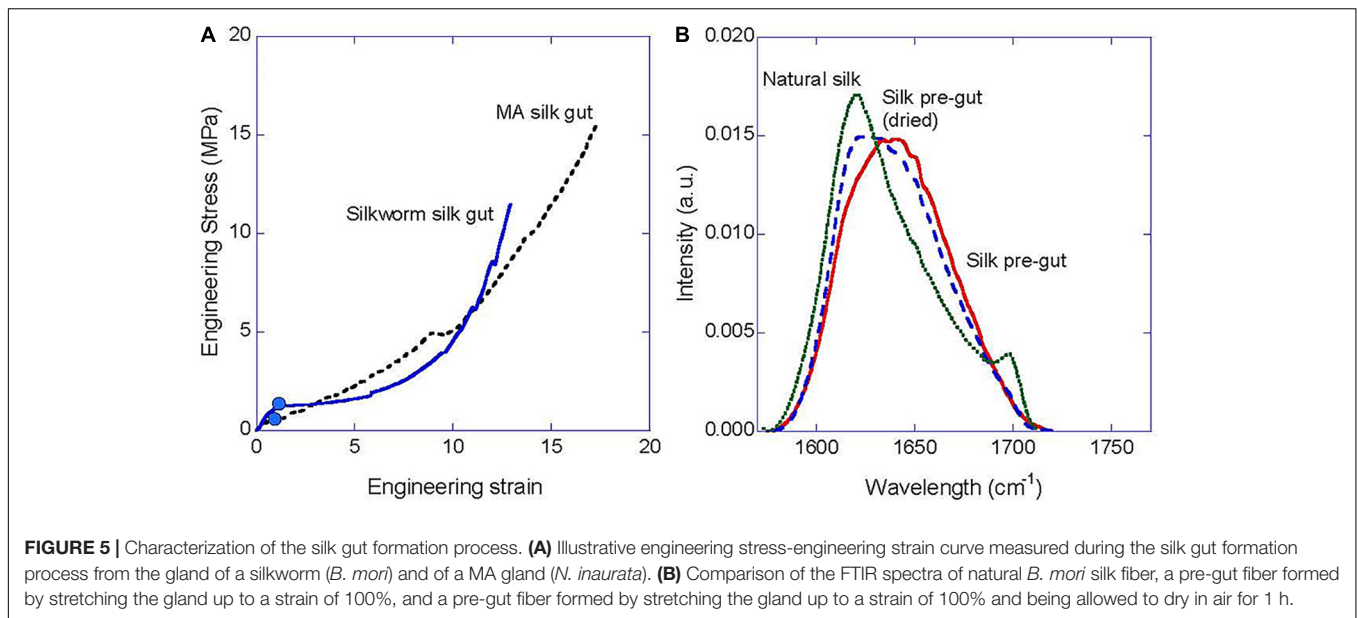 A
20
15
10
5
0
Engineering Stress (MPa)
MA silk gut
Silkworm silk gut
0 5 10 15 20
Engineering strain
B
0.020
0.015
0.010
0.005
0.000
Intensity (a.u.)
Natural silk
Silk pre-gut
(dried)
Silk pre-gut
1600 1650 1700 1750
Wavelength (cm-1)
FIGURE 5 | Characterization of the silk gut formation process. (A) Illustrative engineering stress-engineering strain curve measured during the silk gut formation
process from the gland of a silkworm (B. mori) and of a MA gland (N. inaurata). (B) Comparison of the FTIR spectra of natural B. mori silk fiber, a pre-gut fiber formed
by stretching the gland up to a strain of 100%, and a pre-gut fiber formed by stretching the gland up to a strain of 100% and being allowed to dry in air for 1 h.